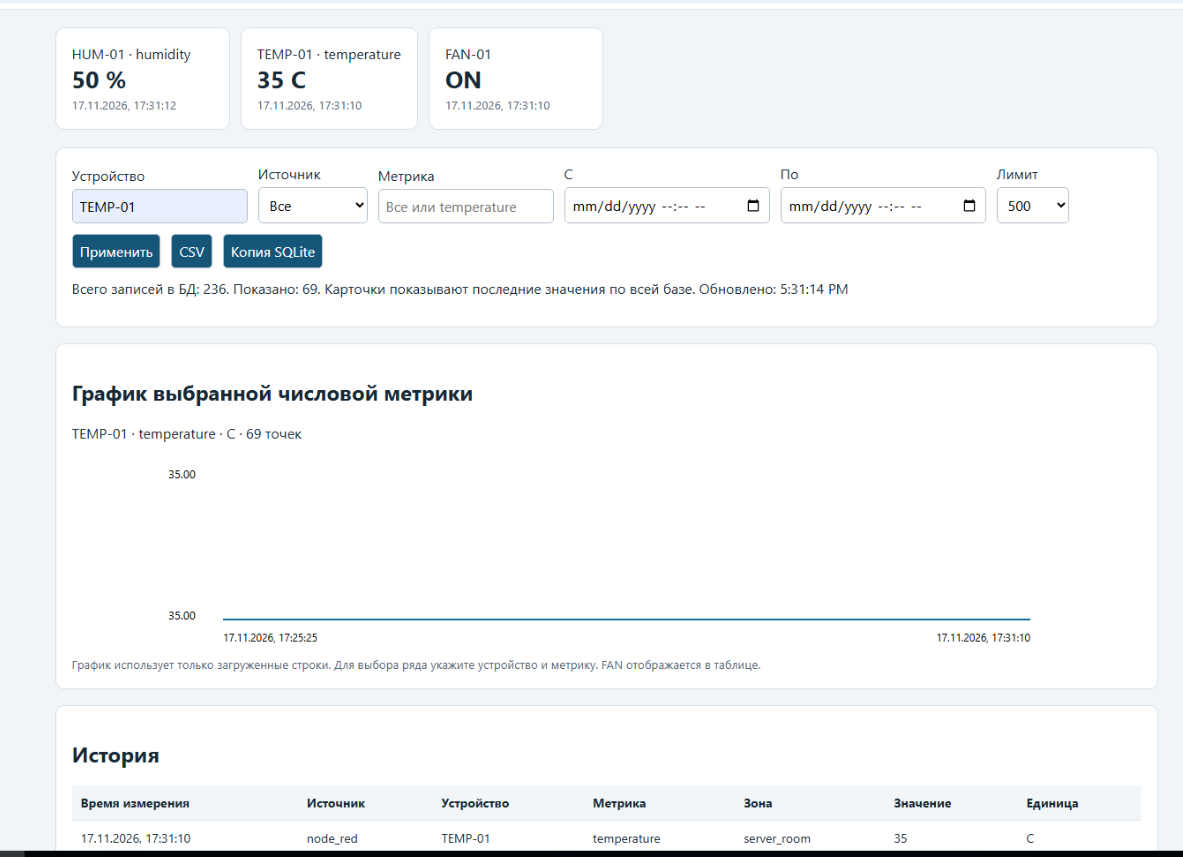 HUM-01 · humidity
50 %
17.11.2026, 17:31:12
TEMP-01 · temperature
35 C
17.11.2026, 17:31:10
FAN-01
ON
17.11.2026, 17:31:10
Устройство
TEMP-01
Источник
Все
Метрика
Все или temperature
С
mm/dd/yyyy --:-- --
По
mm/dd/yyyy --:-- --
Лимит
500
Применить
CSV
Копия SQLite
Всего записей в БД: 236. Показано: 69. Карточки показывают последние значения по всей базе. Обновлено: 5:31:14 PM
График выбранной числовой метрики
TEMP-01 · temperature · C · 69 точек
35.00
35.00
17.11.2026, 17:25:25
17.11.2026, 17:31:10
График использует только загруженные строки. Для выбора ряда укажите устройство и метрику. FAN отображается в таблице.
История
Время измерения Источник Устройство Метрика Зона Значение Единица
17.11.2026, 17:31:10 node_red TEMP-01 temperature server_room 35 C